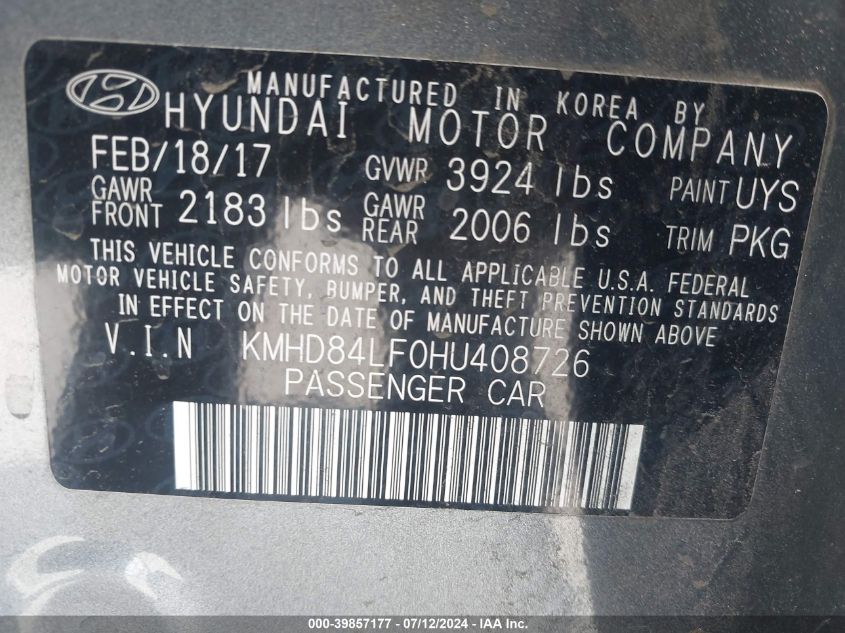 MANUFACTURED IN KOREA BY
HYUNDAI MOTOR COMPANY
FEB/18/17 GVWR 3924 lbs PAINT UYS
GAWR FRONT 2183 lbs GAWR REAR 2006 lbs TRIM PKG
THIS VEHICLE CONFORMS TO ALL APPLICABLE U.S.A. FEDERAL
MOTOR VEHICLE SAFETY, BUMPER, AND THEFT PREVENTION STANDARDS
IN EFFECT ON THE DATE OF MANUFACTURE SHOWN ABOVE
V.I.N KMHD84LF0HU408726
PASSENGER CAR
000-39857177 - 07/12/2024 - IAAI Inc.